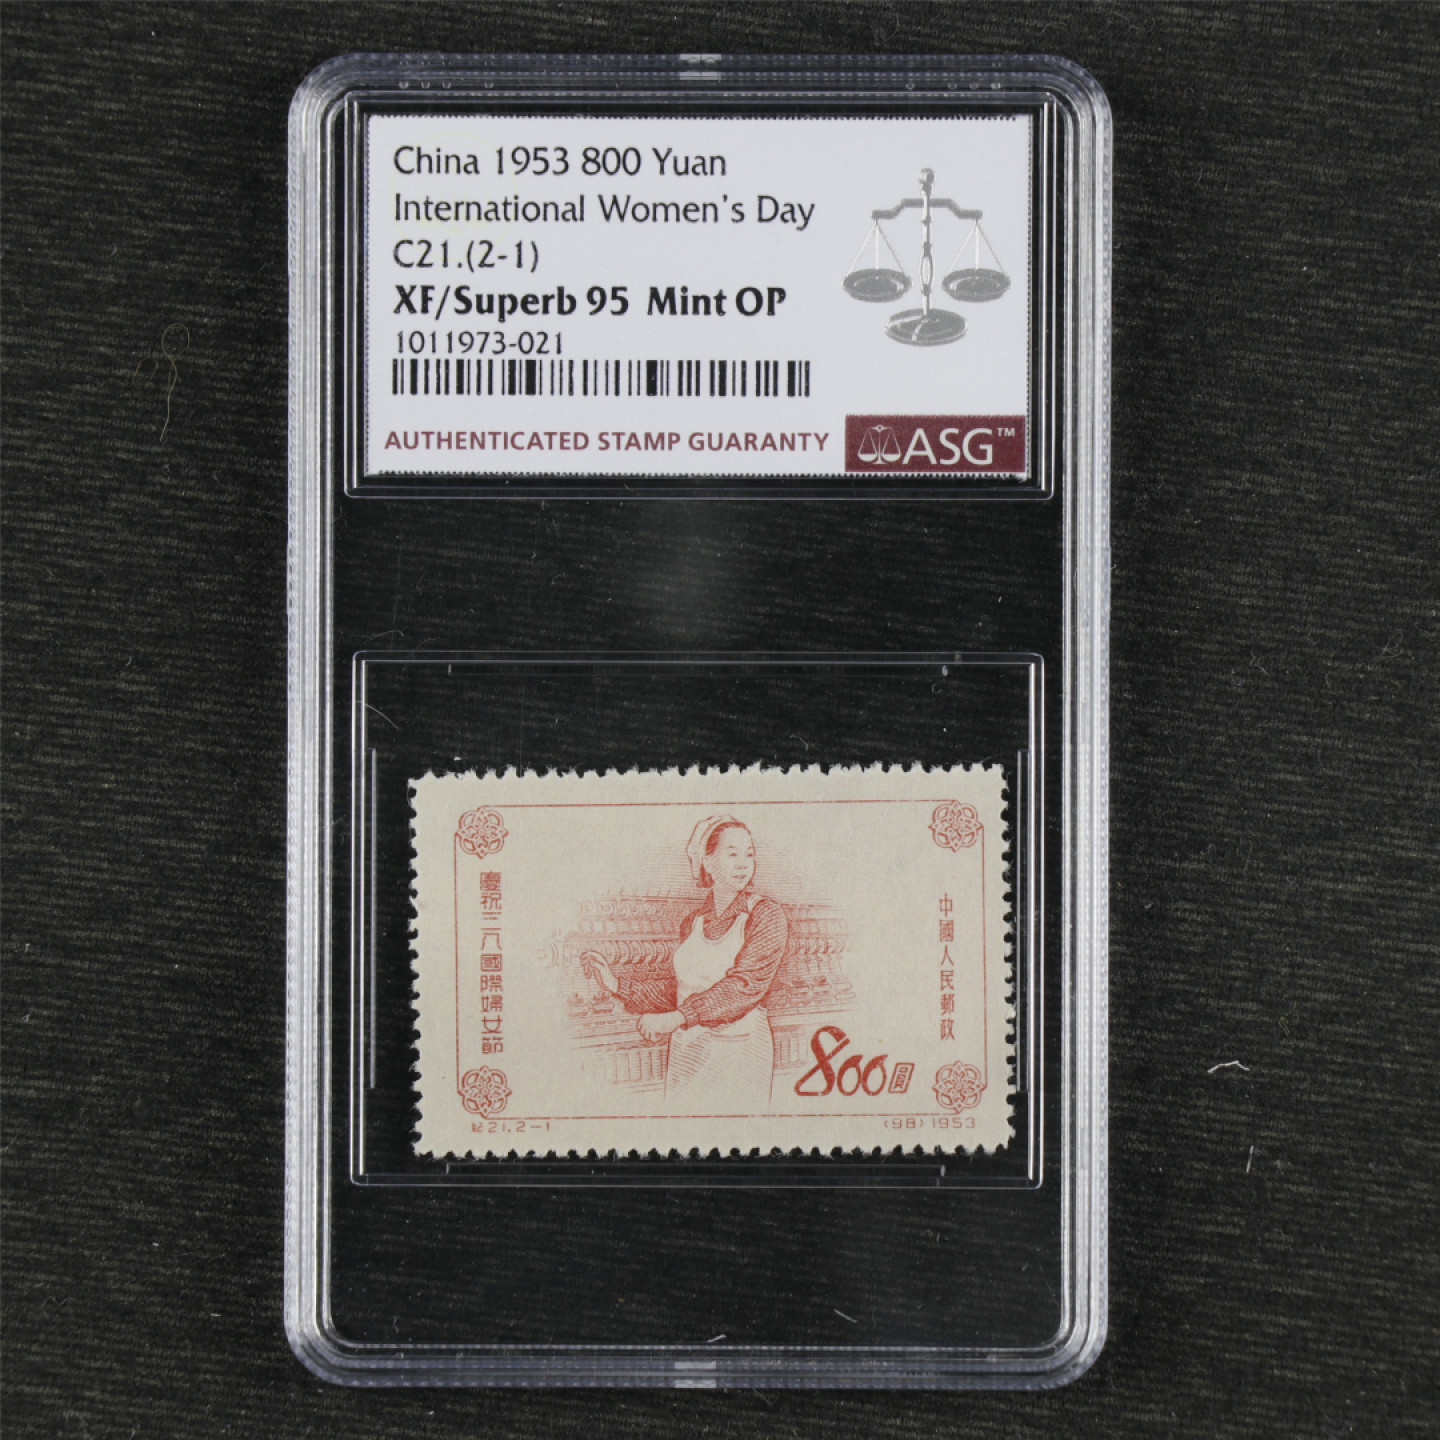 China 1953 800 Yuan
International Women's Day
C21.(2-1)
XF/Superb 95 Mint OP
1011973-021
AUTHENTICATED STAMP GUARANTY
ASG™
慶祝三八國際婦女節
中國人民郵政
800圓
紀21.2-1
(98)1953